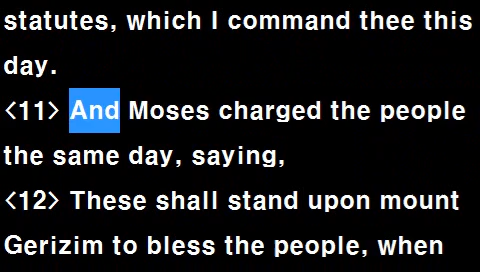 statutes, which I command thee this
day.
<11> And Moses charged the people
the same day, saying,
<12> These shall stand upon mount
Gerizim to bless the people, when